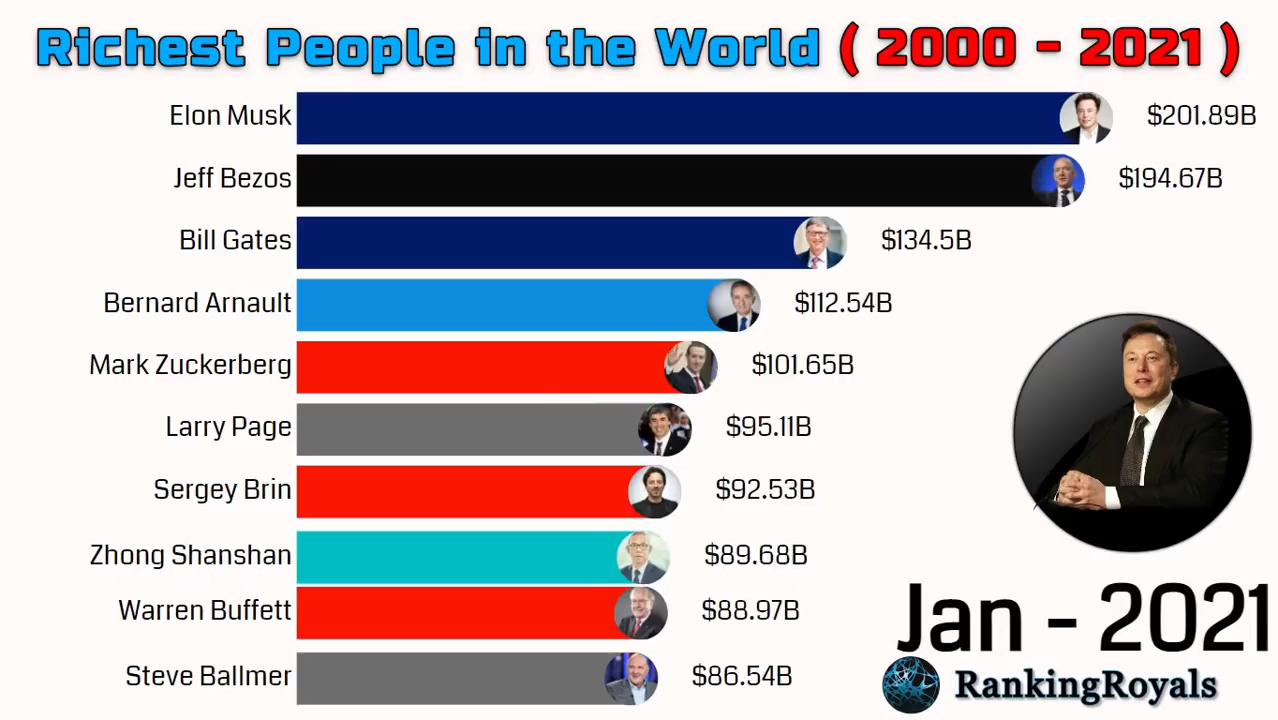 Richest People in the World ( 2000 - 2021 )
Elon Musk $201.89B
Jeff Bezos $194.67B
Bill Gates $134.5B
Bernard Arnault $112.54B
Mark Zuckerberg $101.65B
Larry Page $95.11B
Sergey Brin $92.53B
Zhong Shanshan $89.68B
Warren Buffett $88.97B
Steve Ballmer $86.54B
Jan - 2021
RankingRoyals